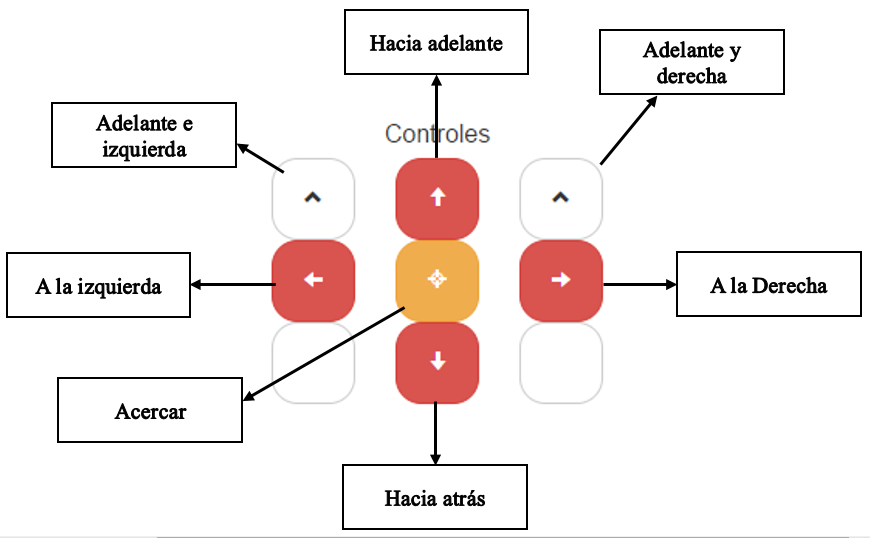 Hacia adelante
Adelante y
derecha
Adelante e
izquierda
Controles
A la izquierda
A la Derecha
Acercar
Hacia atrás